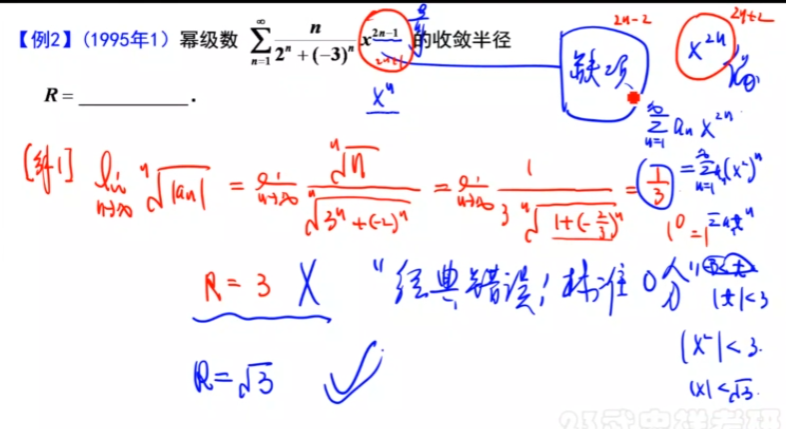 【例2】(1995年1) 幂级数 \sum_{n=1}^{\infty} \frac{n}{2^n+(-3)^n} x^{2n-1} 的收敛半径
R = ________ .
x^n
缺项
2n-2
x^{2n}
2n+2
\sum_{n=1}^{\infty} a_n x^{2n}
[解1] \lim_{n\to\infty} \sqrt[n]{|a_n|} = \lim_{n\to\infty} \frac{\sqrt[n]{n}}{\sqrt[n]{3^n+(-2)^n}} = \lim_{n\to\infty} \frac{1}{3\sqrt[n]{1+(-\frac{2}{3})^n}} = \frac{1}{3}
= \sum_{n=1}^{\infty} a_n (x^2)^n
1^0 = 1
R = 3 X "经典错误!标准0分"
|t|<3
|x^2|<3.
R=\sqrt{3} ✓
|x|<\sqrt{3}.